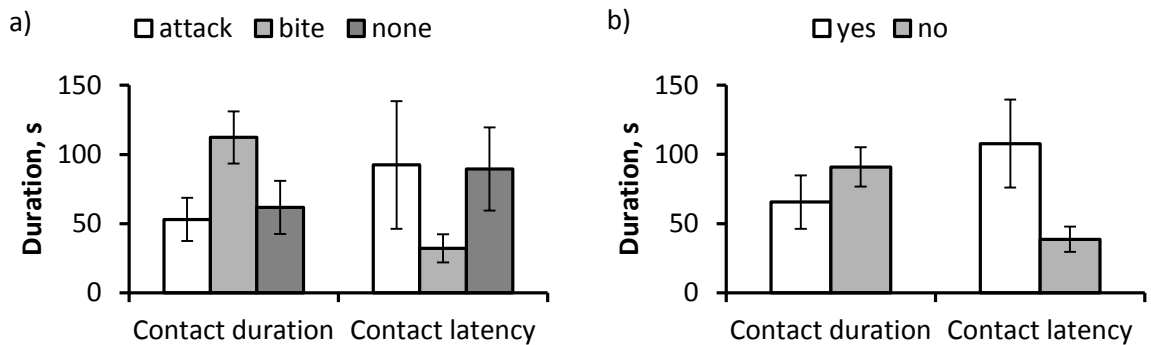 a)
attack bite none
Duration, s
150
100
50
0
Contact duration Contact latency
b)
yes no
Duration, s
150
100
50
0
Contact duration Contact latency